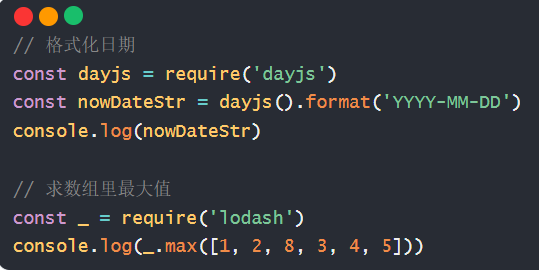 // 格式化日期
const dayjs = require('dayjs')
const nowDateStr = dayjs().format('YYYY-MM-DD')
console.log(nowDateStr)

// 求数组里最大值
const _ = require('lodash')
console.log(_.max([1, 2, 8, 3, 4, 5]))